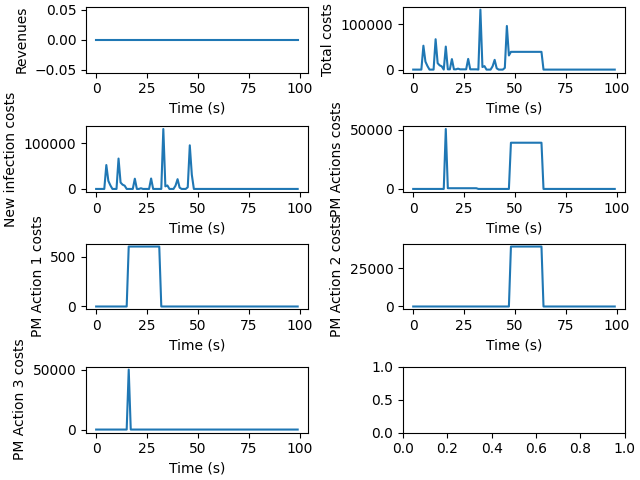 Revenues
0.05
0.00
−0.05
0 25 50 75 100
Time (s)
Total costs
100000
0
0 25 50 75 100
Time (s)
New infection costs
100000
0
0 25 50 75 100
Time (s)
PM Actions costs
50000
0
0 25 50 75 100
Time (s)
PM Action 1 costs
500
0
0 25 50 75 100
Time (s)
PM Action 2 costs
25000
0
0 25 50 75 100
Time (s)
PM Action 3 costs
50000
0
0 25 50 75 100
Time (s)
1.0
0.5
0.0
0.0 0.2 0.4 0.6 0.8 1.0